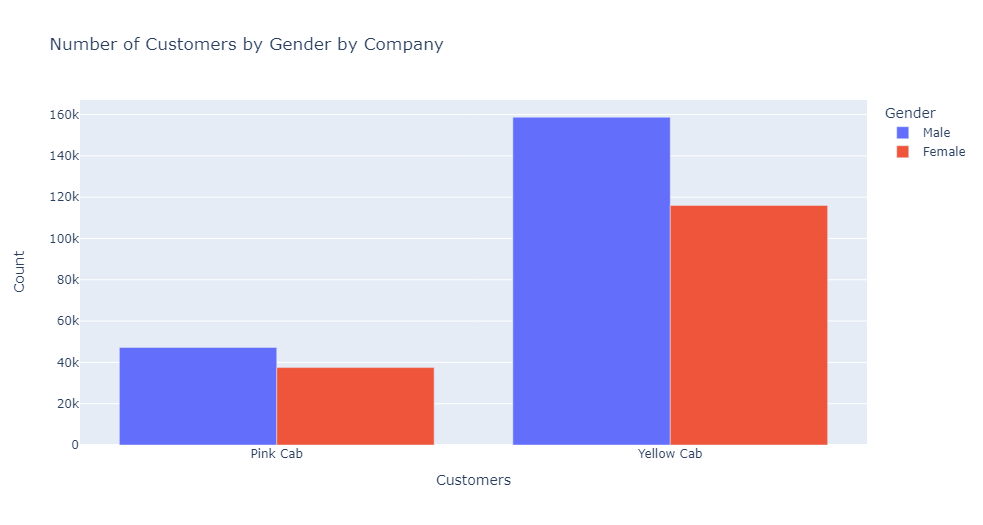 Number of Customers by Gender by Company
Gender
Male
Female
160k
140k
120k
100k
80k
60k
40k
20k
0
Count
Pink Cab
Yellow Cab
Customers